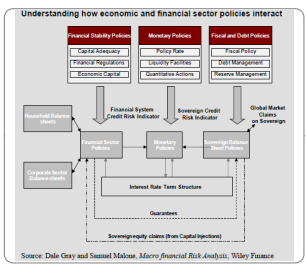 Understanding how economic and financial sector policies interact
Financial Stability Policies
Capital Adequacy
Financial Regulations
Economic Capital
Monetary Policies
Policy Rate
Liquidity Facilities
Quantitative Actions
Fiscal and Debt Policies
Fiscal Policy
Debt Management
Reserve Management
Financial System
Credit Risk Indicator
Sovereign Credit
Risk Indicator
Global Market
Claims
on Sovereign
Household Balance
sheets
Corporate Sector
Balance sheets
Financial Sector
Policies
Monetary
Policies
Sovereign Balance
Sheet Policies
Interest Rate Term Structure
Guarantees
Sovereign equity claims (from Capital Injections)
Source: Dale Gray and Samuel Malone, Macro financial Risk Analysis, Wiley Finance